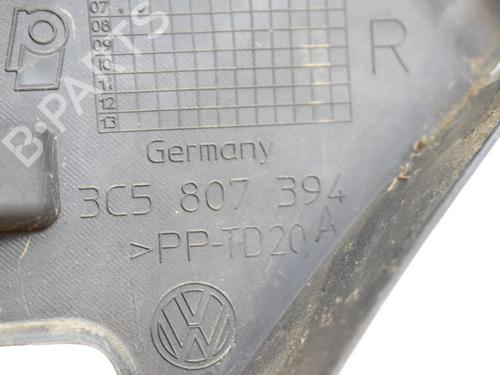 07
08
09
10
11
12
13
R
Germany
3C5 807 394
A
>PP-TD20
B-PARTS